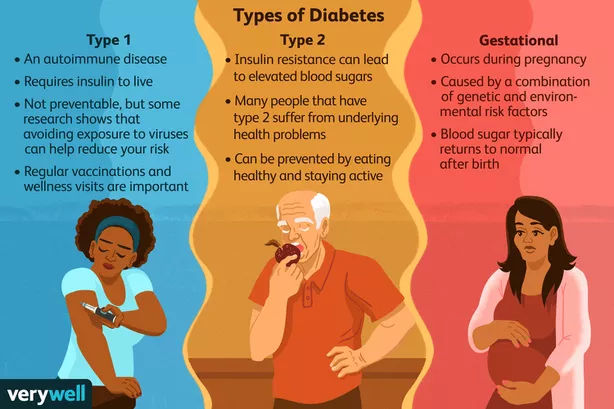 Types of Diabetes
Type 1
• An autoimmune disease
• Requires insulin to live
• Not preventable, but some
research shows that
avoiding exposure to viruses
can help reduce your risk
• Regular vaccinations and
wellness visits are important
Type 2
• Insulin resistance can lead
to elevated blood sugars
• Many people that have
type 2 suffer from underlying
health problems
• Can be prevented by eating
healthy and staying active
Gestational
• Occurs during pregnancy
• Caused by a combination
of genetic and environ-
mental risk factors
• Blood sugar typically
returns to normal
after birth
verywell